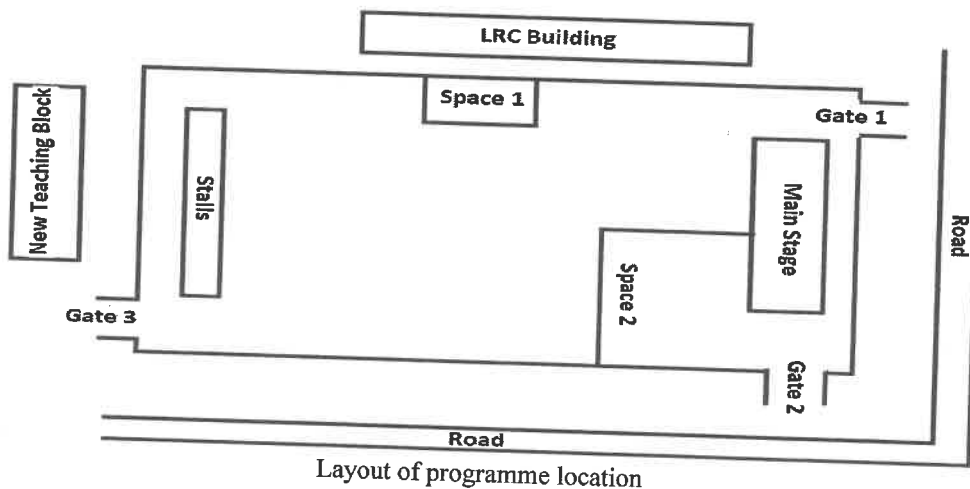 LRC Building
Space 1
Gate 1
New Teaching Block
Stalls
Main Stage
Road
Space 2
Gate 3
Gate 2
Road
Layout of programme location